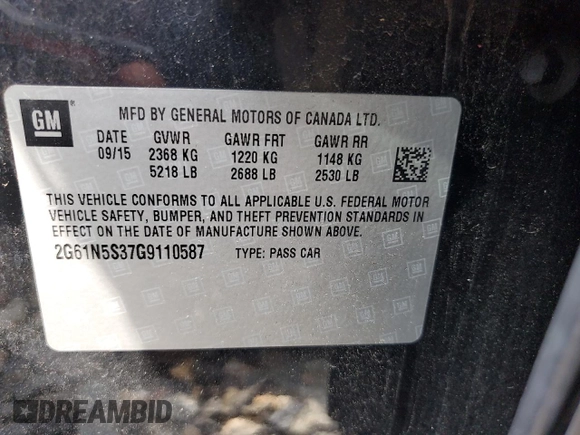 GM ®
MFD BY GENERAL MOTORS OF CANADA LTD.
DATE GVWR GAWR FRT GAWR RR
09/15 2368 KG 1220 KG 1148 KG
5218 LB 2688 LB 2530 LB
THIS VEHICLE CONFORMS TO ALL APPLICABLE U.S. FEDERAL MOTOR
VEHICLE SAFETY, BUMPER, AND THEFT PREVENTION STANDARDS IN
EFFECT ON THE DATE OF MANUFACTURE SHOWN ABOVE.
2G61N5S37G9110587 TYPE: PASS CAR
DREAMBID